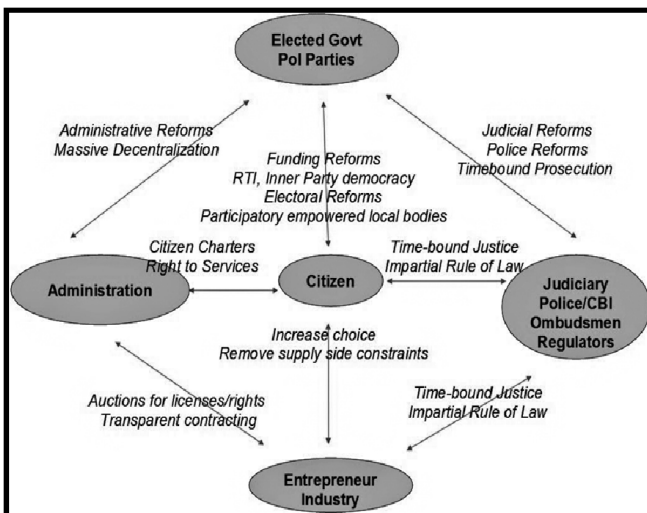 Elected Govt
Pol Parties
Administrative Reforms
Massive Decentralization
Funding Reforms
RTI, Inner Party democracy
Electoral Reforms
Participatory empowered local bodies
Judicial Reforms
Police Reforms
Timebound Prosecution
Citizen Charters
Right to Services
Time-bound Justice
Impartial Rule of Law
Administration
Citizen
Judiciary
Police/CBI
Ombudsmen
Regulators
Increase choice
Remove supply side constraints
Auctions for licenses/rights
Transparent contracting
Time-bound Justice
Impartial Rule of Law
Entrepreneur
Industry